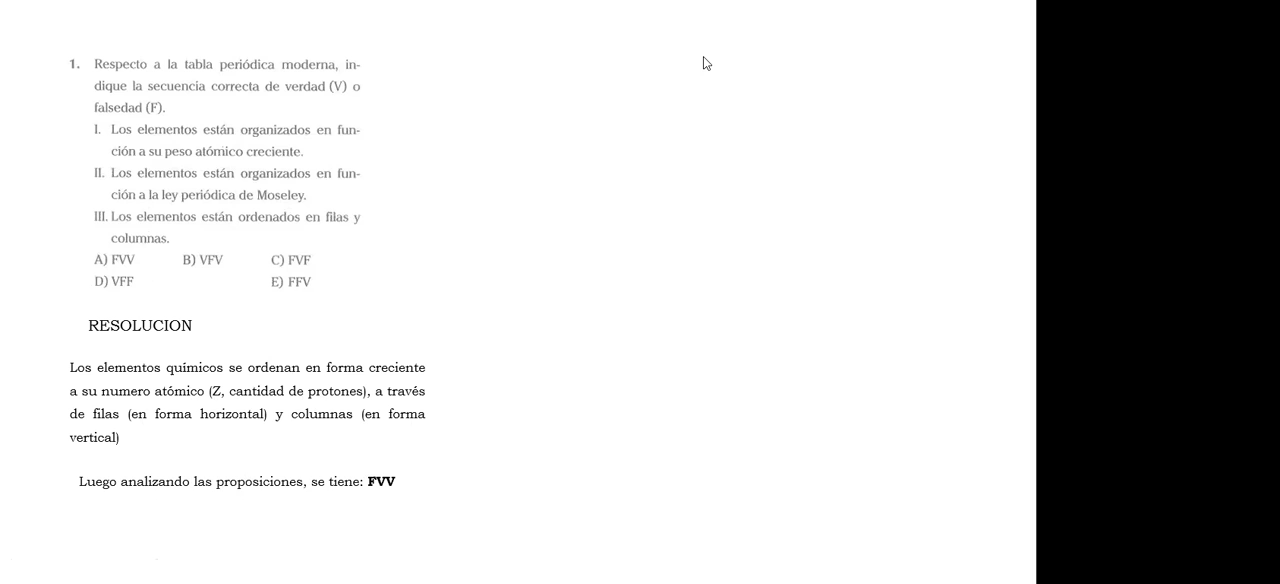 1. Respecto a la tabla periódica moderna, in-
dique la secuencia correcta de verdad (V) o
falsedad (F).
I. Los elementos están organizados en fun-
ción a su peso atómico creciente.
II. Los elementos están organizados en fun-
ción a la ley periódica de Moseley.
III. Los elementos están ordenados en filas y
columnas.
A) FVV B) VFV C) FVF
D) VFF E) FFV
RESOLUCION
Los elementos químicos se ordenan en forma creciente
a su numero atómico (Z, cantidad de protones), a través
de filas (en forma horizontal) y columnas (en forma
vertical)
Luego analizando las proposiciones, se tiene: FVV